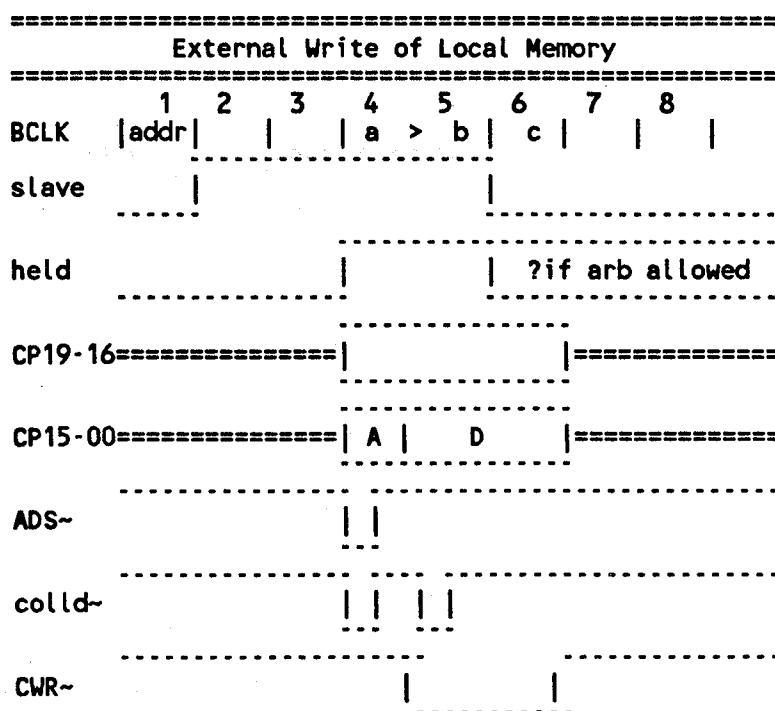 External Write of Local Memory
1 2 3 4 5 6 7 8
BCLK |addr| | | a > b | c | | |
slave | |
held | | ?if arb allowed
CP19-16===============| |==============
CP15-00===============| A | D |==============
ADS~ | |
colld~ | | | |
CWR~ | |